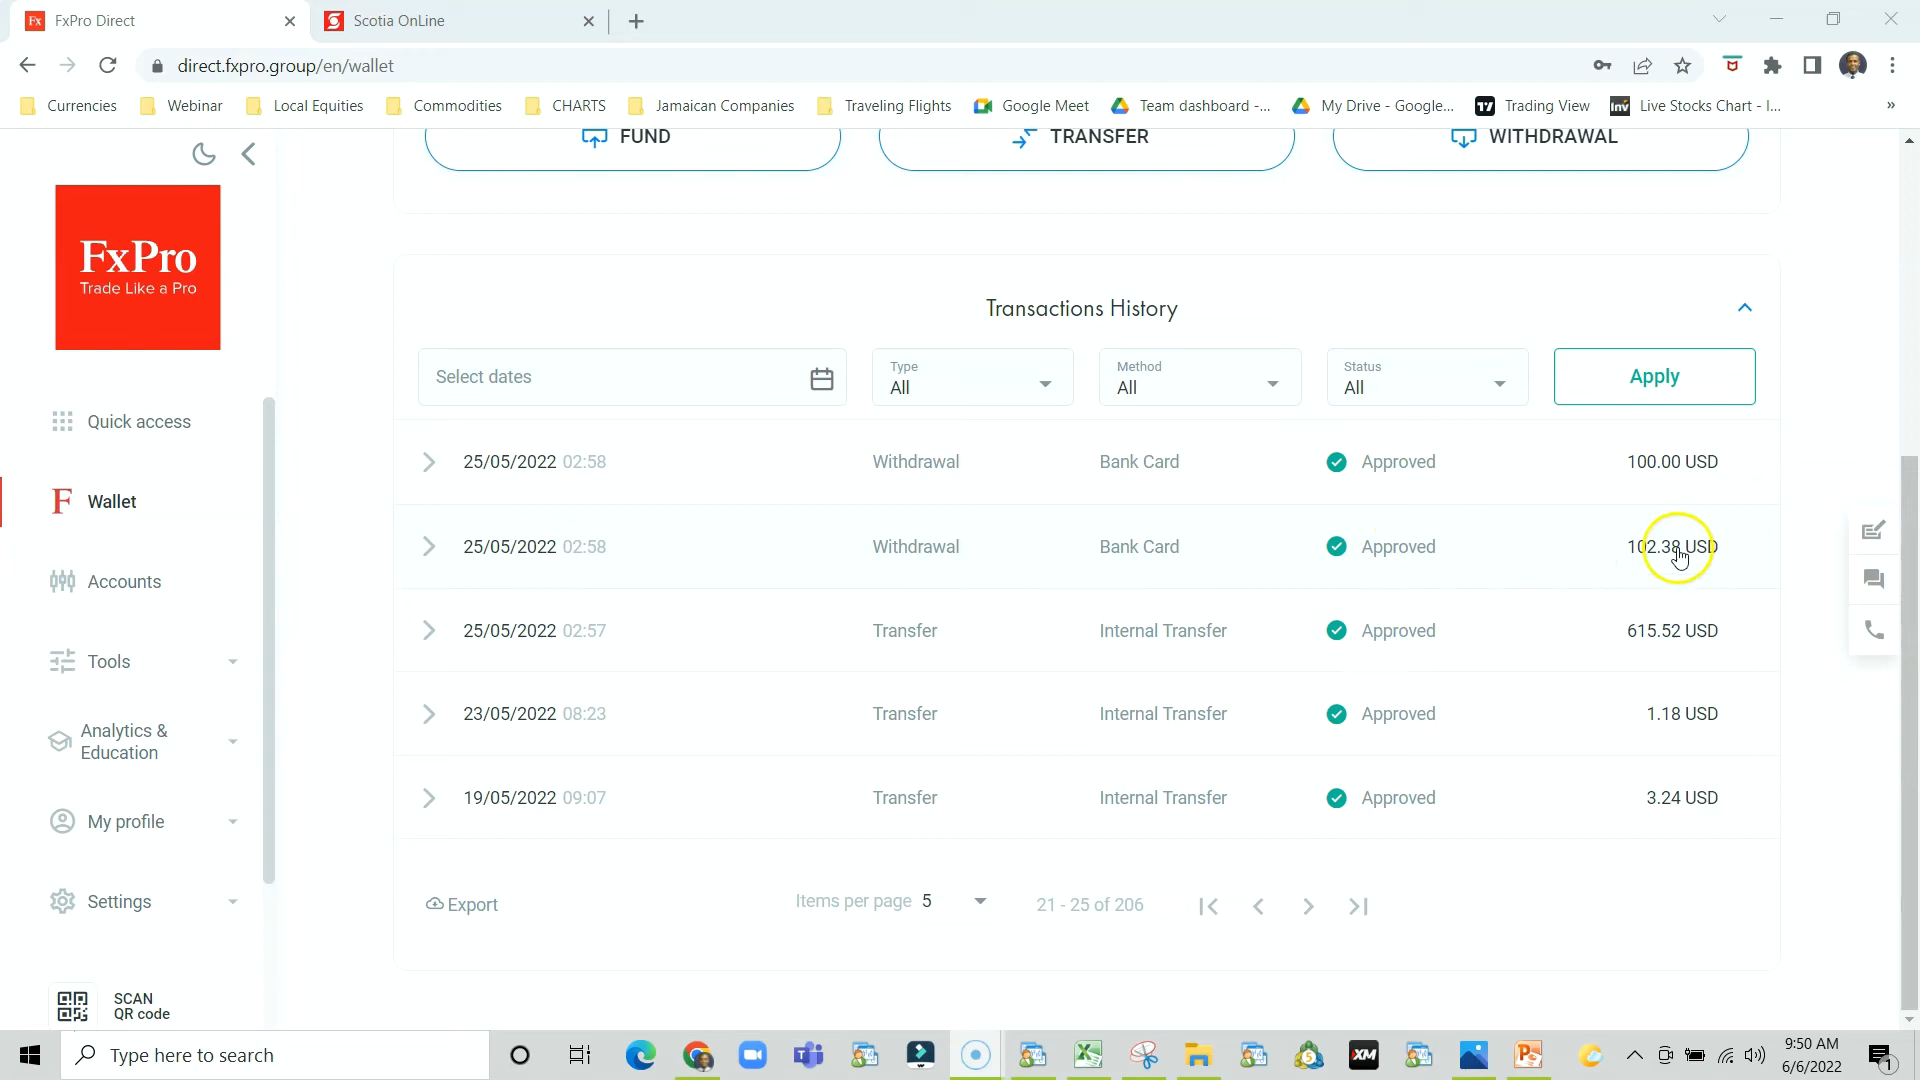 FxPro Direct
Scotia OnLine
direct.fxpro.group/en/wallet
Currencies Webinar Local Equities Commodities CHARTS Jamaican Companies Traveling Flights Google Meet Team dashboard -... My Drive - Google... Trading View Live Stocks Chart - I... »
FUND TRANSFER WITHDRAWAL
FxPro
Trade Like a Pro
Quick access
Wallet
Accounts
Tools
Analytics &
Education
My profile
Settings
SCAN
QR code
Transactions History
Select dates
Type
All
Method
All
Status
All
Apply
25/05/2022 02:58 Withdrawal Bank Card Approved 100.00 USD
25/05/2022 02:58 Withdrawal Bank Card Approved 102.38 USD
25/05/2022 02:57 Transfer Internal Transfer Approved 615.52 USD
23/05/2022 08:23 Transfer Internal Transfer Approved 1.18 USD
19/05/2022 09:07 Transfer Internal Transfer Approved 3.24 USD
Export Items per page 5 21 - 25 of 206
Type here to search
XM
9:50 AM
6/6/2022
1